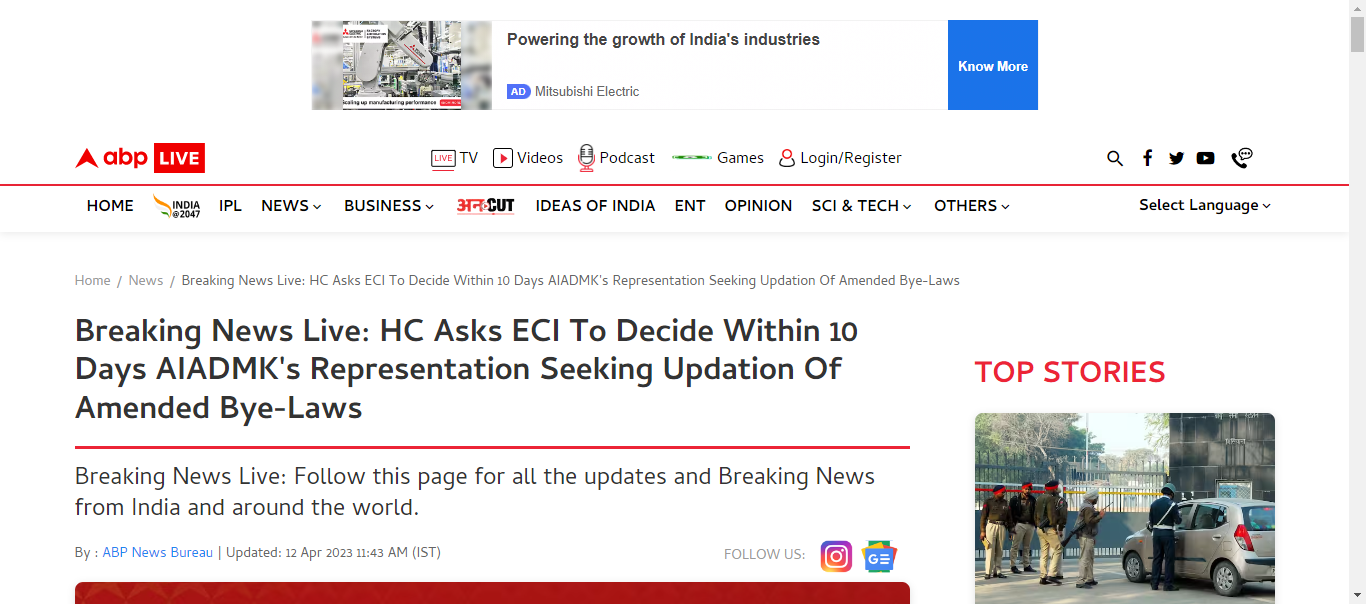 Powering the growth of India's industries
Know More
AD Mitsubishi Electric
scaling up manufacturing performance
abp LIVE
LIVE TV Videos Podcast Games Login/Register
HOME INDIA @2047 IPL NEWS BUSINESS अनCUT IDEAS OF INDIA ENT OPINION SCI & TECH OTHERS Select Language
Home / News / Breaking News Live: HC Asks ECI To Decide Within 10 Days AIADMK's Representation Seeking Updation Of Amended Bye-Laws
Breaking News Live: HC Asks ECI To Decide Within 10
Days AIADMK's Representation Seeking Updation Of
Amended Bye-Laws
TOP STORIES
Breaking News Live: Follow this page for all the updates and Breaking News
from India and around the world.
By : ABP News Bureau | Updated: 12 Apr 2023 11:43 AM (IST)
FOLLOW US:
GE